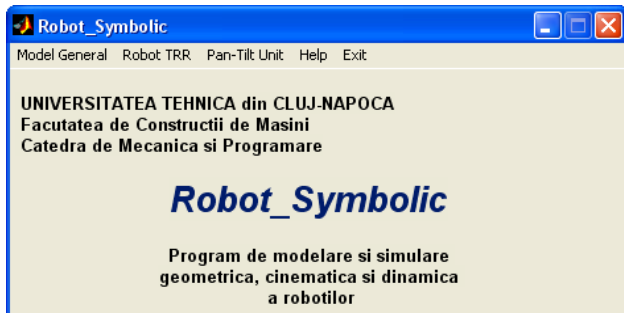 Robot_Symbolic
Model General Robot TRR Pan-Tilt Unit Help Exit
UNIVERSITATEA TEHNICA din CLUJ-NAPOCA
Facutatea de Constructii de Masini
Catedra de Mecanica si Programare
Robot_Symbolic
Program de modelare si simulare
geometrica, cinematica si dinamica
a robotilor